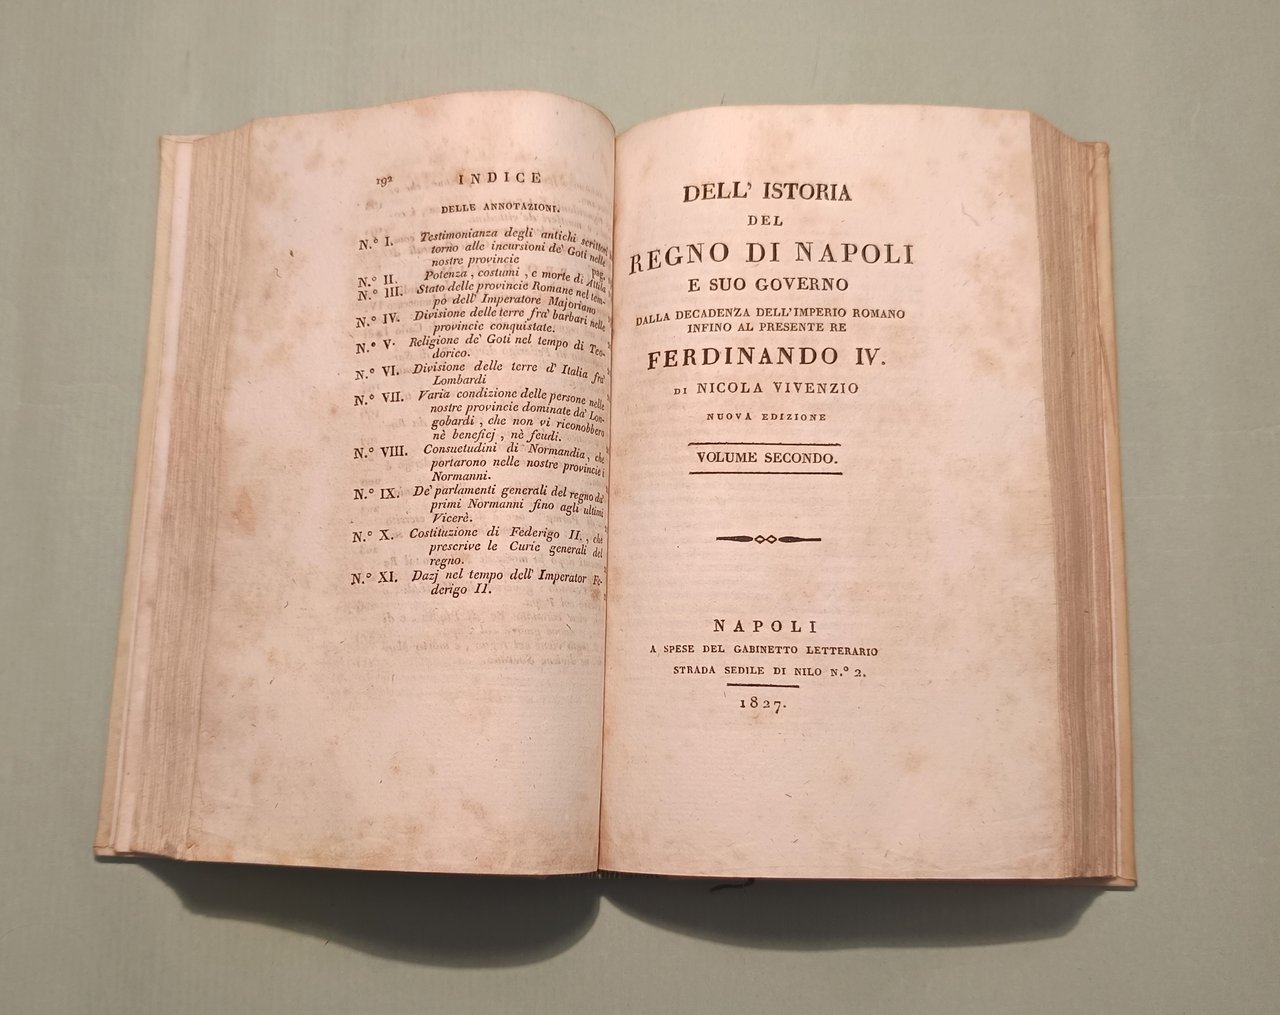 192
INDICE
DELLE ANNOTAZIONI.
N.° I. Testimonianza degli antichi scrittori
torno alle incursioni de' Goti nelle
nostre provincie pag.
N.° II. Potenza, costumi, e morte di Attila
N.° III. Stato delle provincie Romane nel tem-
po dell' Imperatore Majoriano
N.° IV. Divisione delle terre fra' barbari nelle
provincie conquistate.
N.° V. Religione de' Goti nel tempo di Teo-
dorico.
N.° VI. Divisione delle terre d' Italia fra'
Lombardi
N.° VII. Varia condizione delle persone nelle
nostre provincie dominate da' Lon-
gobardi, che non vi riconobbero
nè beneficj, nè feudi.
N.° VIII. Consuetudini di Normandia, che
portarono nelle nostre provincie i
Normanni.
N.° IX. De' parlamenti generali del regno da'
primi Normanni fino agli ultimi
Vicerè.
N.° X. Costituzione di Federigo II., che
prescrive le Curie generali del
regno.
N.° XI. Dazj nel tempo dell' Imperator Fe-
derigo II.
DELL' ISTORIA
DEL
REGNO DI NAPOLI
E SUO GOVERNO
DALLA DECADENZA DELL'IMPERIO ROMANO
INFINO AL PRESENTE RE
FERDINANDO IV.
DI NICOLA VIVENZIO
NUOVA EDIZIONE
VOLUME SECONDO.
NAPOLI
A SPESE DEL GABINETTO LETTERARIO
STRADA SEDILE DI NILO N.° 2.
1827.